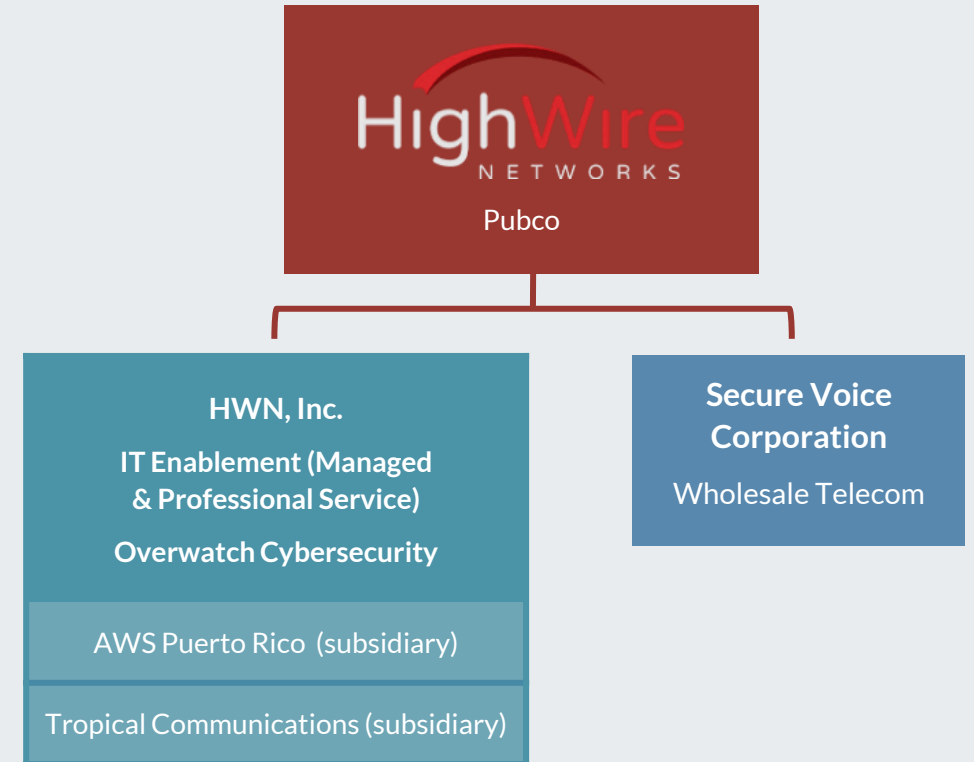 HighWire
NETWORKS
Pubco
HWN, Inc.
IT Enablement (Managed
& Professional Service)
Overwatch Cybersecurity
AWS Puerto Rico (subsidiary)
Tropical Communications (subsidiary)
Secure Voice
Corporation
Wholesale Telecom